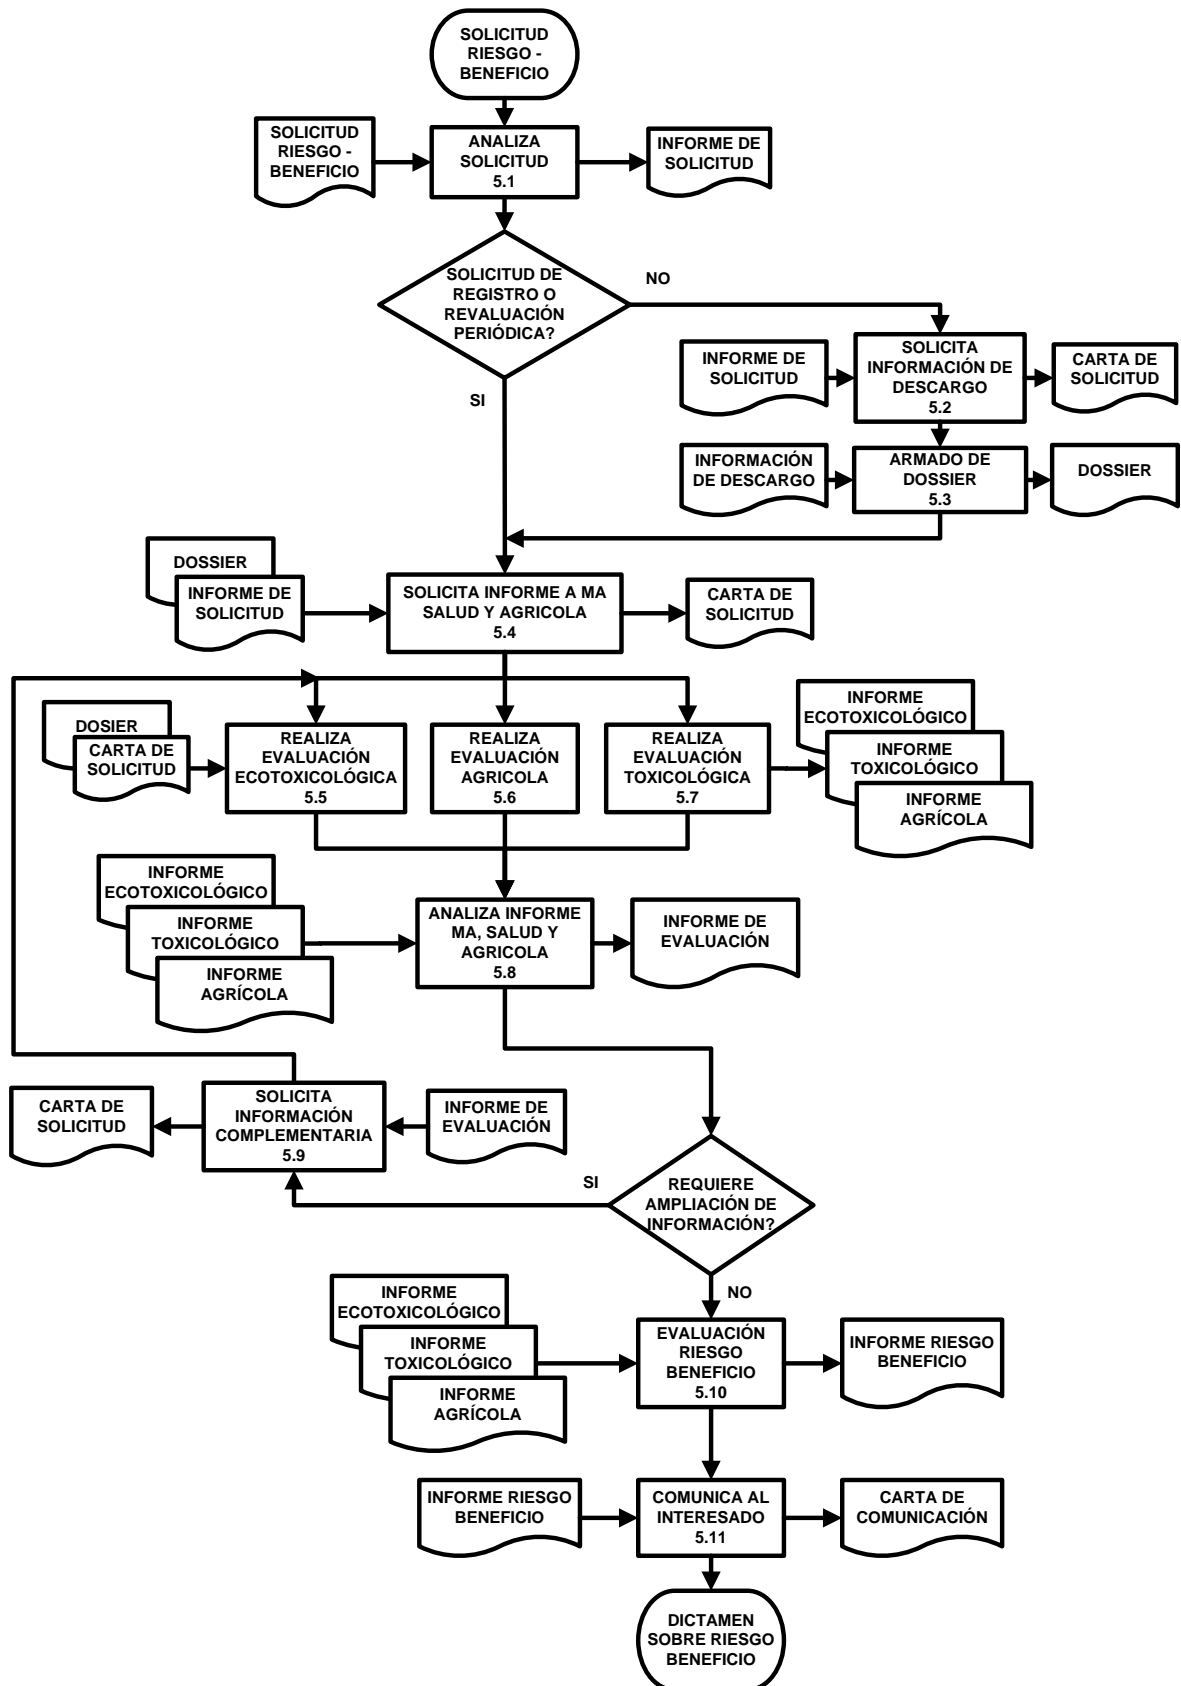 SOLICITUD
RIESGO -
BENEFICIO
SOLICITUD
RIESGO -
BENEFICIO
ANALIZA
SOLICITUD
5.1
INFORME DE
SOLICITUD
SOLICITUD DE
REGISTRO O
REVALUACIÓN
PERIÓDICA?
NO
SI
INFORME DE
SOLICITUD
SOLICITA
INFORMACIÓN DE
DESCARGO
5.2
CARTA DE
SOLICITUD
INFORMACIÓN
DE DESCARGO
ARMADO DE
DOSSIER
5.3
DOSSIER
DOSSIER
INFORME DE
SOLICITUD
SOLICITA INFORME A MA
SALUD Y AGRICOLA
5.4
CARTA DE
SOLICITUD
DOSIER
CARTA DE
SOLICITUD
REALIZA
EVALUACIÓN
ECOTOXICOLÓGICA
5.5
REALIZA
EVALUACIÓN
AGRICOLA
5.6
REALIZA
EVALUACIÓN
TOXICOLÓGICA
5.7
INFORME
ECOTOXICOLÓGICO
INFORME
TOXICOLÓGICO
INFORME
AGRÍCOLA
INFORME
ECOTOXICOLÓGICO
INFORME
TOXICOLÓGICO
INFORME
AGRÍCOLA
ANALIZA INFORME
MA, SALUD Y
AGRICOLA
5.8
INFORME DE
EVALUACIÓN
CARTA DE
SOLICITUD
SOLICITA
INFORMACIÓN
COMPLEMENTARIA
5.9
INFORME DE
EVALUACIÓN
SI
REQUIERE
AMPLIACIÓN DE
INFORMACIÓN?
NO
INFORME
ECOTOXICOLÓGICO
INFORME
TOXICOLÓGICO
INFORME
AGRÍCOLA
EVALUACIÓN
RIESGO
BENEFICIO
5.10
INFORME RIESGO
BENEFICIO
INFORME RIESGO
BENEFICIO
COMUNICA AL
INTERESADO
5.11
CARTA DE
COMUNICACIÓN
DICTAMEN
SOBRE RIESGO
BENEFICIO